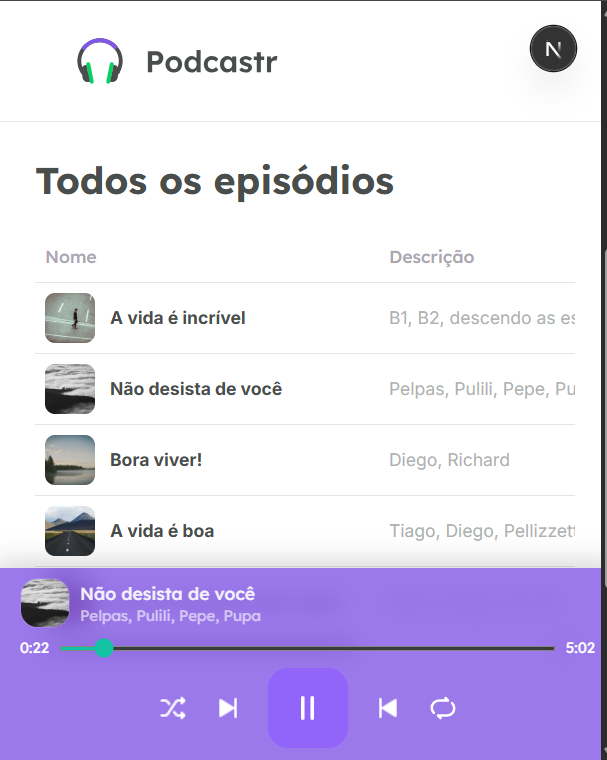 Podcastr
N
Todos os episódios
Nome Descrição
A vida é incrível B1, B2, descendo as es
Não desista de você Pelpas, Pulili, Pepe, Pu
Bora viver! Diego, Richard
A vida é boa Tiago, Diego, Pellizzett
Não desista de você
Pelpas, Pulili, Pepe, Pupa
0:22 5:02